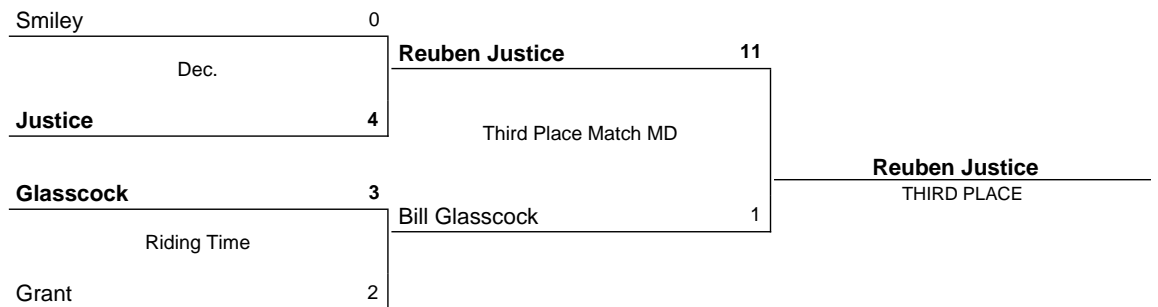 Smiley 0
Dec.
Justice 4
Reuben Justice 11
Third Place Match MD
Glasscock 3
Riding Time
Grant 2
Bill Glasscock 1
Reuben Justice
THIRD PLACE